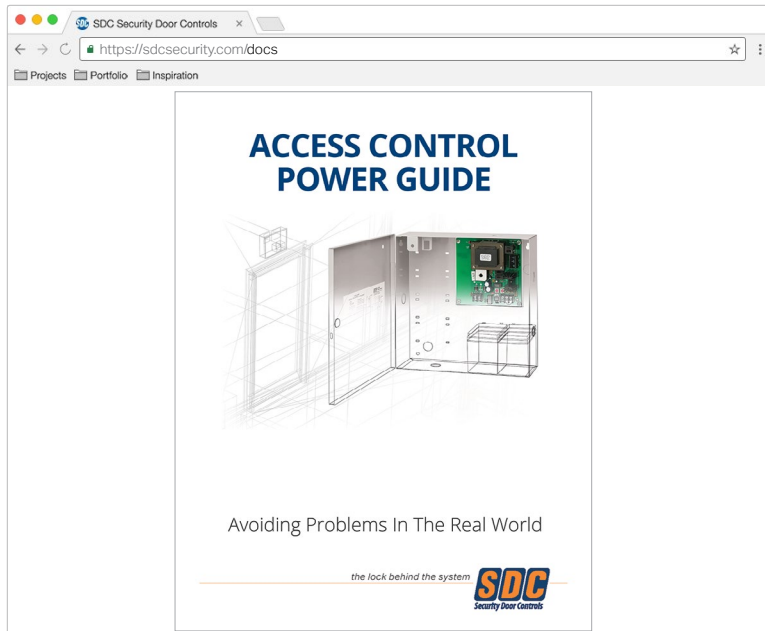 SDC Security Door Controls
https://sdcsecurity.com/docs
Projects Portfolio Inspiration
ACCESS CONTROL
POWER GUIDE
Avoiding Problems In The Real World
the lock behind the system
SDC
Security Door Controls